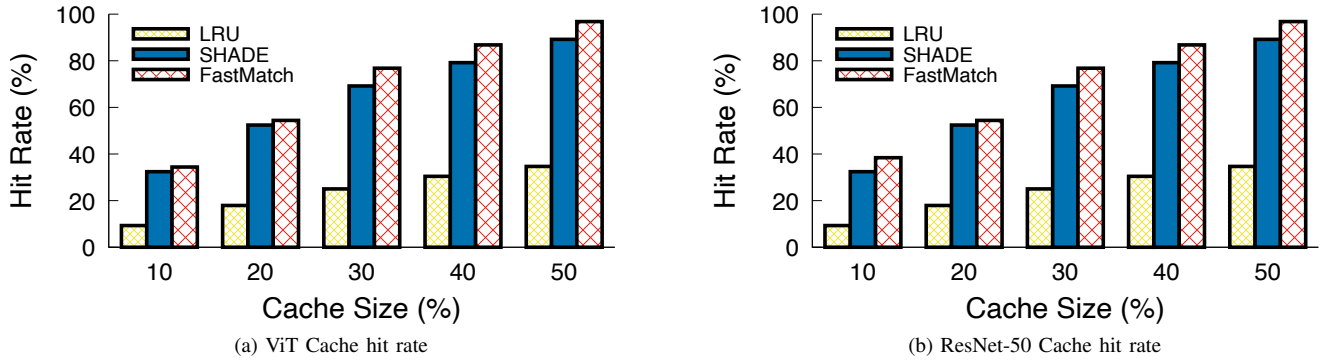 Hit Rate (%)
100
80
60
40
20
0
LRU
SHADE
FastMatch
10 20 30 40 50
Cache Size (%)
(a) ViT Cache hit rate
Hit Rate (%)
100
80
60
40
20
0
LRU
SHADE
FastMatch
10 20 30 40 50
Cache Size (%)
(b) ResNet-50 Cache hit rate